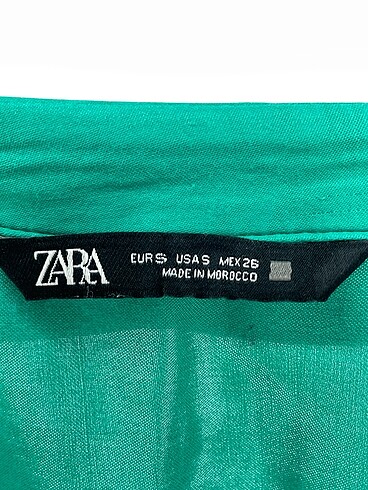 ZARA
EUR S USA S MEX 26
MADE IN MOROCCO